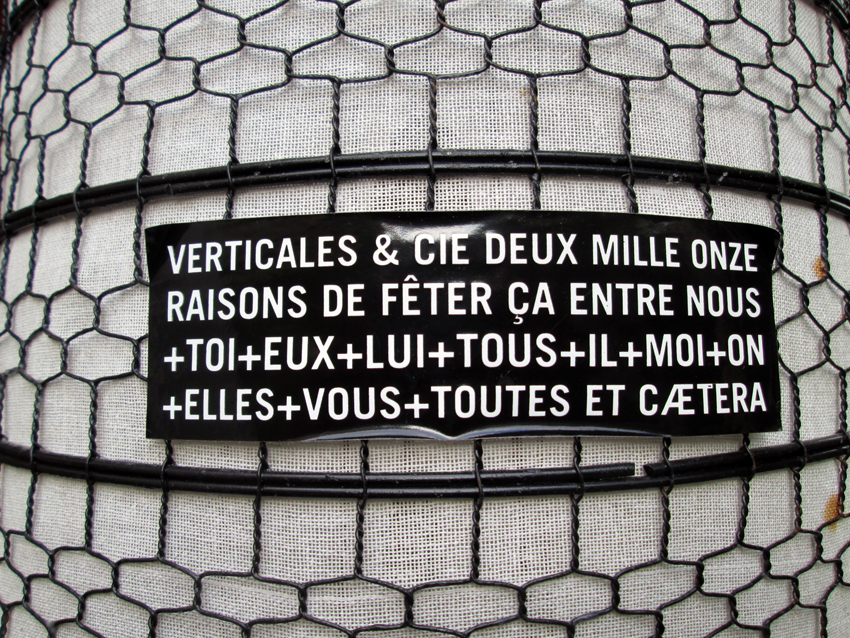 VERTICALES & CIE DEUX MILLE ONZE
RAISONS DE FÊTER ÇA ENTRE NOUS
+TOI+EUX+LUI+TOUS+IL+MOI+ON
+ELLES+VOUS+TOUTES ET CÆTERA